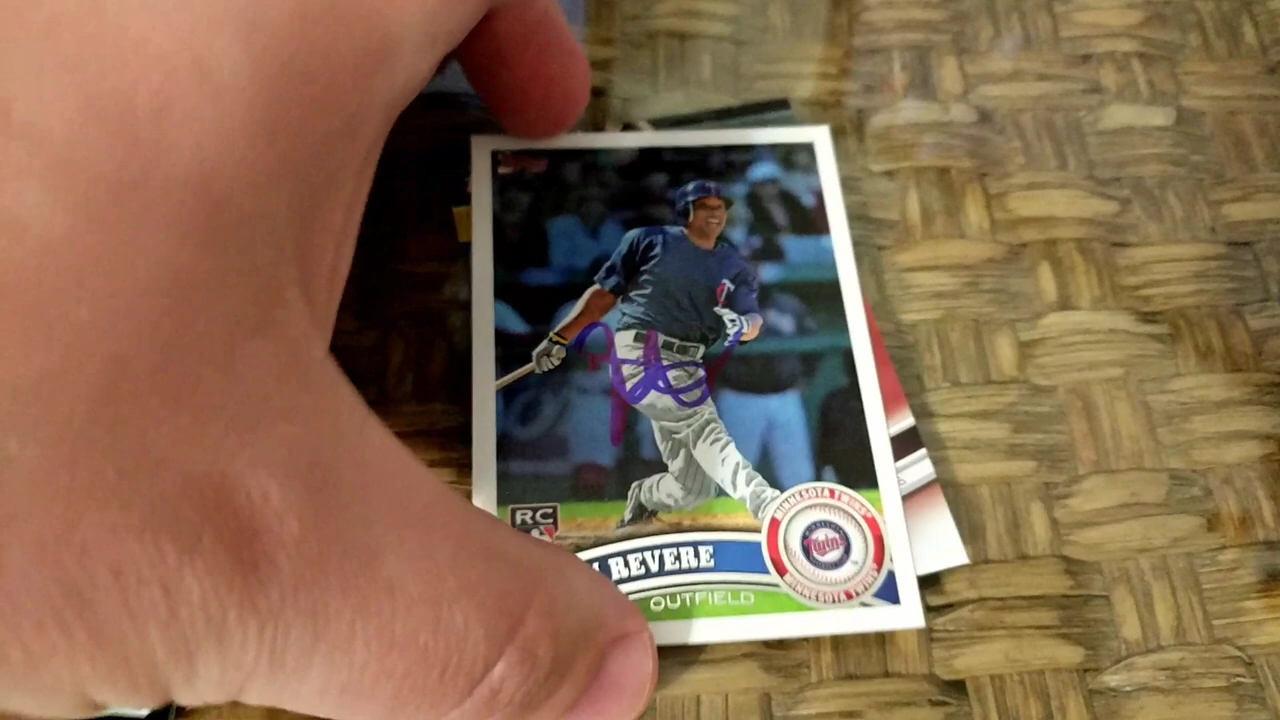 RC
REVERE
OUTFIELD
MINNESOTA TWINS
Twins
MINNESOTA TWINS